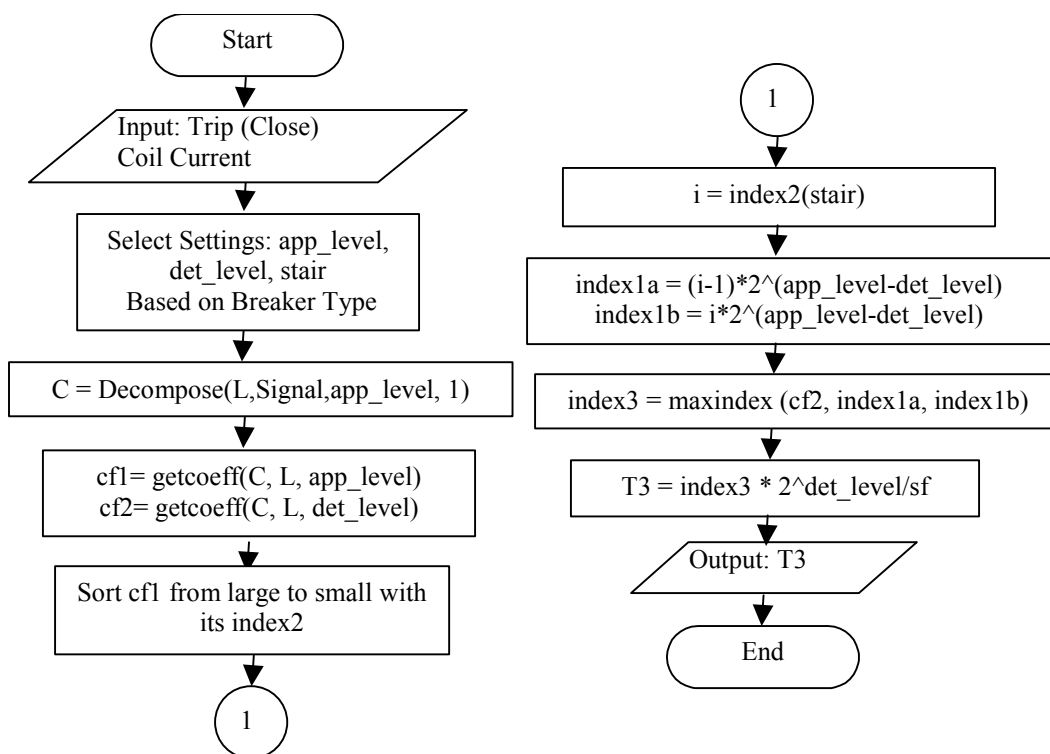 Start
Input: Trip (Close)
Coil Current
Select Settings: app_level,
det_level, stair
Based on Breaker Type
C = Decompose(L,Signal,app_level, 1)
cf1= getcoeff(C, L, app_level)
cf2= getcoeff(C, L, det_level)
Sort cf1 from large to small with
its index2
1
1
i = index2(stair)
index1a = (i-1)*2^(app_level-det_level)
index1b = i*2^(app_level-det_level)
index3 = maxindex (cf2, index1a, index1b)
T3 = index3 * 2^det_level/sf
Output: T3
End